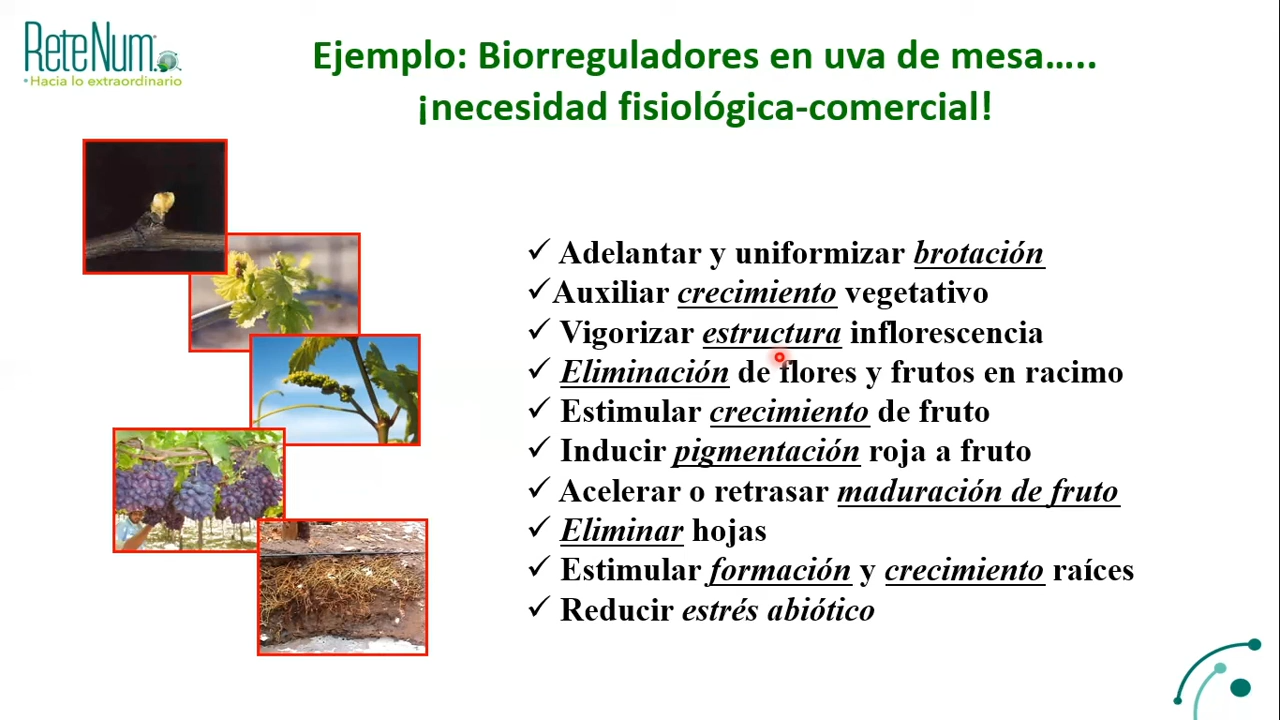 ReteNum
Hacia lo extraordinario
Ejemplo: Biorreguladores en uva de mesa…..
¡necesidad fisiológica-comercial!
✓ Adelantar y uniformizar brotación
✓ Auxiliar crecimiento vegetativo
✓ Vigorizar estructura inflorescencia
✓ Eliminación de flores y frutos en racimo
✓ Estimular crecimiento de fruto
✓ Inducir pigmentación roja a fruto
✓ Acelerar o retrasar maduración de fruto
✓ Eliminar hojas
✓ Estimular formación y crecimiento raíces
✓ Reducir estrés abiótico